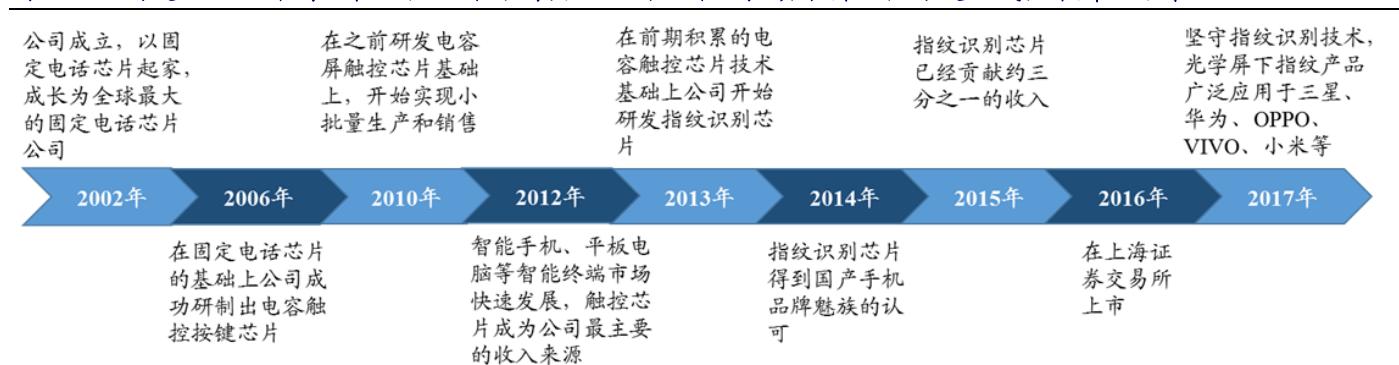 公司成立，以固
定电话芯片起家，
成长为全球最大
的固定电话芯片
公司
在之前研发电容
屏触控芯片基础
上，开始实现小
批量生产和销售
在前期积累的电
容触控芯片技术
基础上公司开始
研发指纹识别芯
片
指纹识别芯片
已经贡献约三
分之一的收入
坚守指纹识别技术，
光学屏下指纹产品
广泛应用于三星、
华为、OPPO、
VIVO、小米等
2002年 2006年 2010年 2012年 2013年 2014年 2015年 2016年 2017年
在固定电话芯片
的基础上公司成
功研制出电容触
控按键芯片
智能手机、平板电
脑等智能终端市场
快速发展，触控芯
片成为公司最主要
的收入来源
指纹识别芯片
得到国产手机
品牌魅族的认
可
在上海证
券交易所
上市